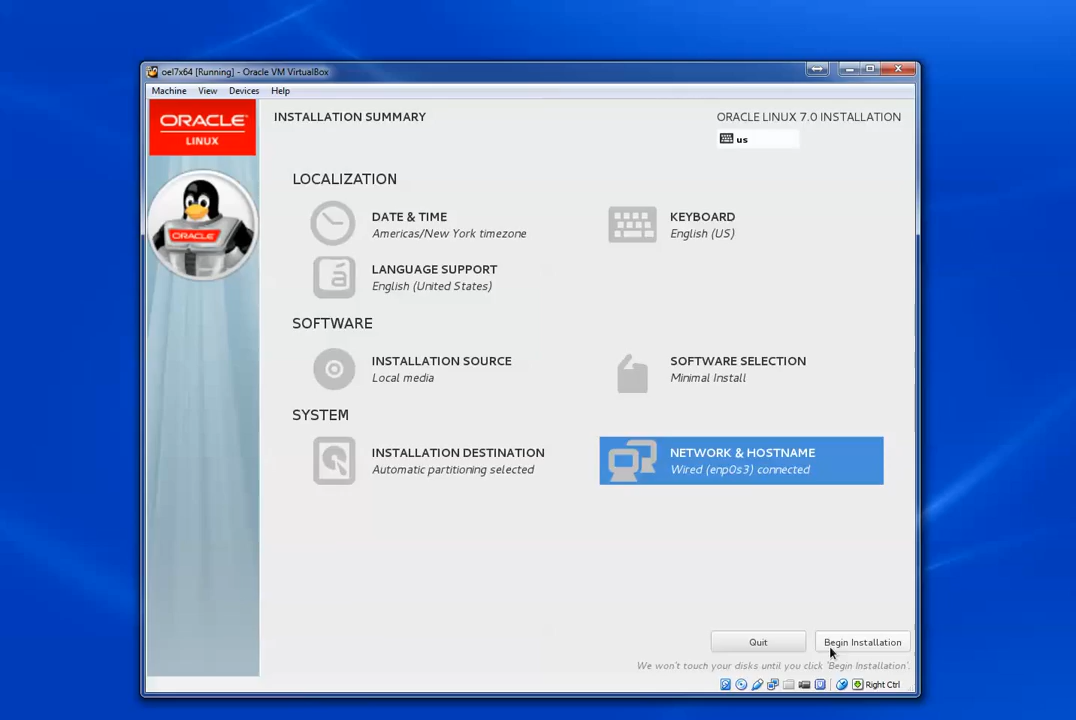 oel7x64 [Running] - Oracle VM VirtualBox
Machine View Devices Help
ORACLE
LINUX
INSTALLATION SUMMARY
ORACLE LINUX 7.0 INSTALLATION
us
ORACLE
LOCALIZATION
DATE & TIME
Americas/New York timezone
KEYBOARD
English (US)
LANGUAGE SUPPORT
English (United States)
SOFTWARE
INSTALLATION SOURCE
Local media
SOFTWARE SELECTION
Minimal Install
SYSTEM
INSTALLATION DESTINATION
Automatic partitioning selected
NETWORK & HOSTNAME
Wired (enp0s3) connected
Quit
Begin Installation
We won't touch your disks until you click 'Begin Installation'.
Right Ctrl